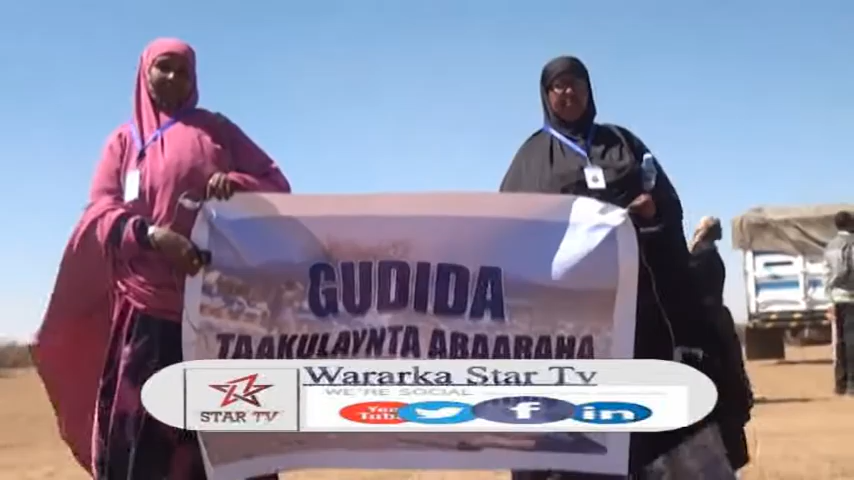 GUDIDA
TAAKULAYNTA ABAARAHA
Wararka Star Tv
WE'RE SOCIAL
STAR TV
You
Tube
f
in